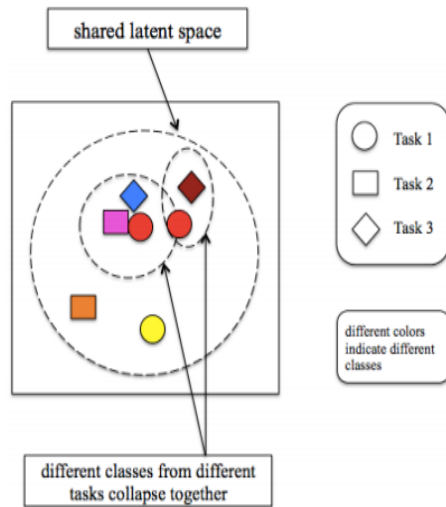 shared latent space
Task 1
Task 2
Task 3
different colors
indicate different
classes
different classes from different
tasks collapse together